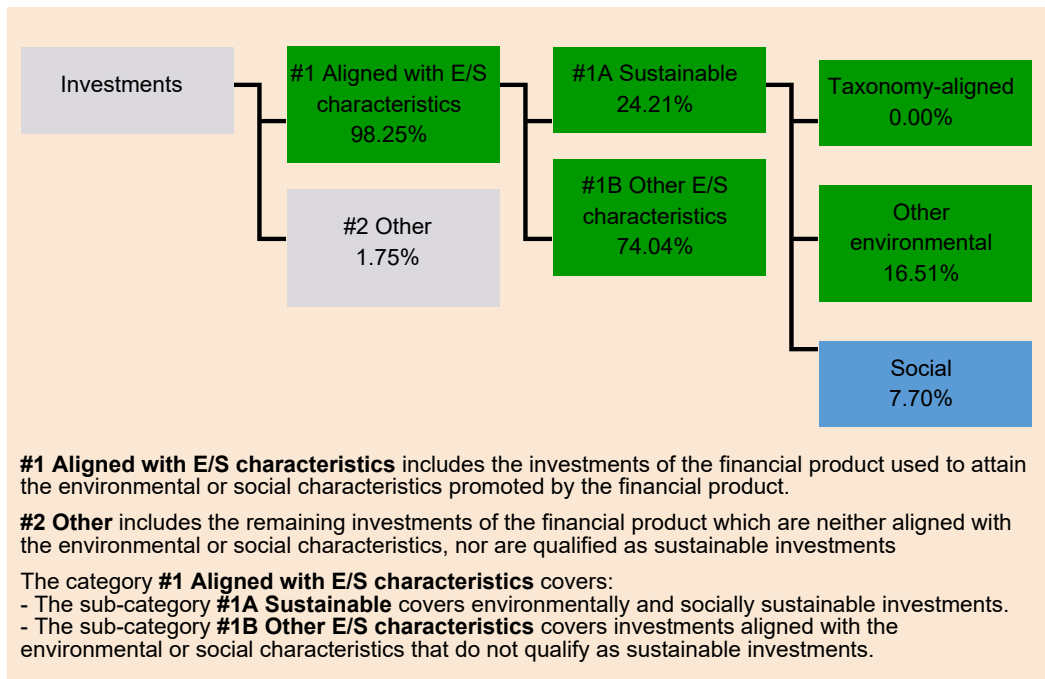 Investments
#1 Aligned with E/S
characteristics
98.25%
#2 Other
1.75%
#1A Sustainable
24.21%
#1B Other E/S
characteristics
74.04%
Taxonomy-aligned
0.00%
Other
environmental
16.51%
Social
7.70%
#1 Aligned with E/S characteristics includes the investments of the financial product used to attain
the environmental or social characteristics promoted by the financial product.
#2 Other includes the remaining investments of the financial product which are neither aligned with
the environmental or social characteristics, nor are qualified as sustainable investments
The category #1 Aligned with E/S characteristics covers:
- The sub-category #1A Sustainable covers environmentally and socially sustainable investments.
- The sub-category #1B Other E/S characteristics covers investments aligned with the
environmental or social characteristics that do not qualify as sustainable investments.